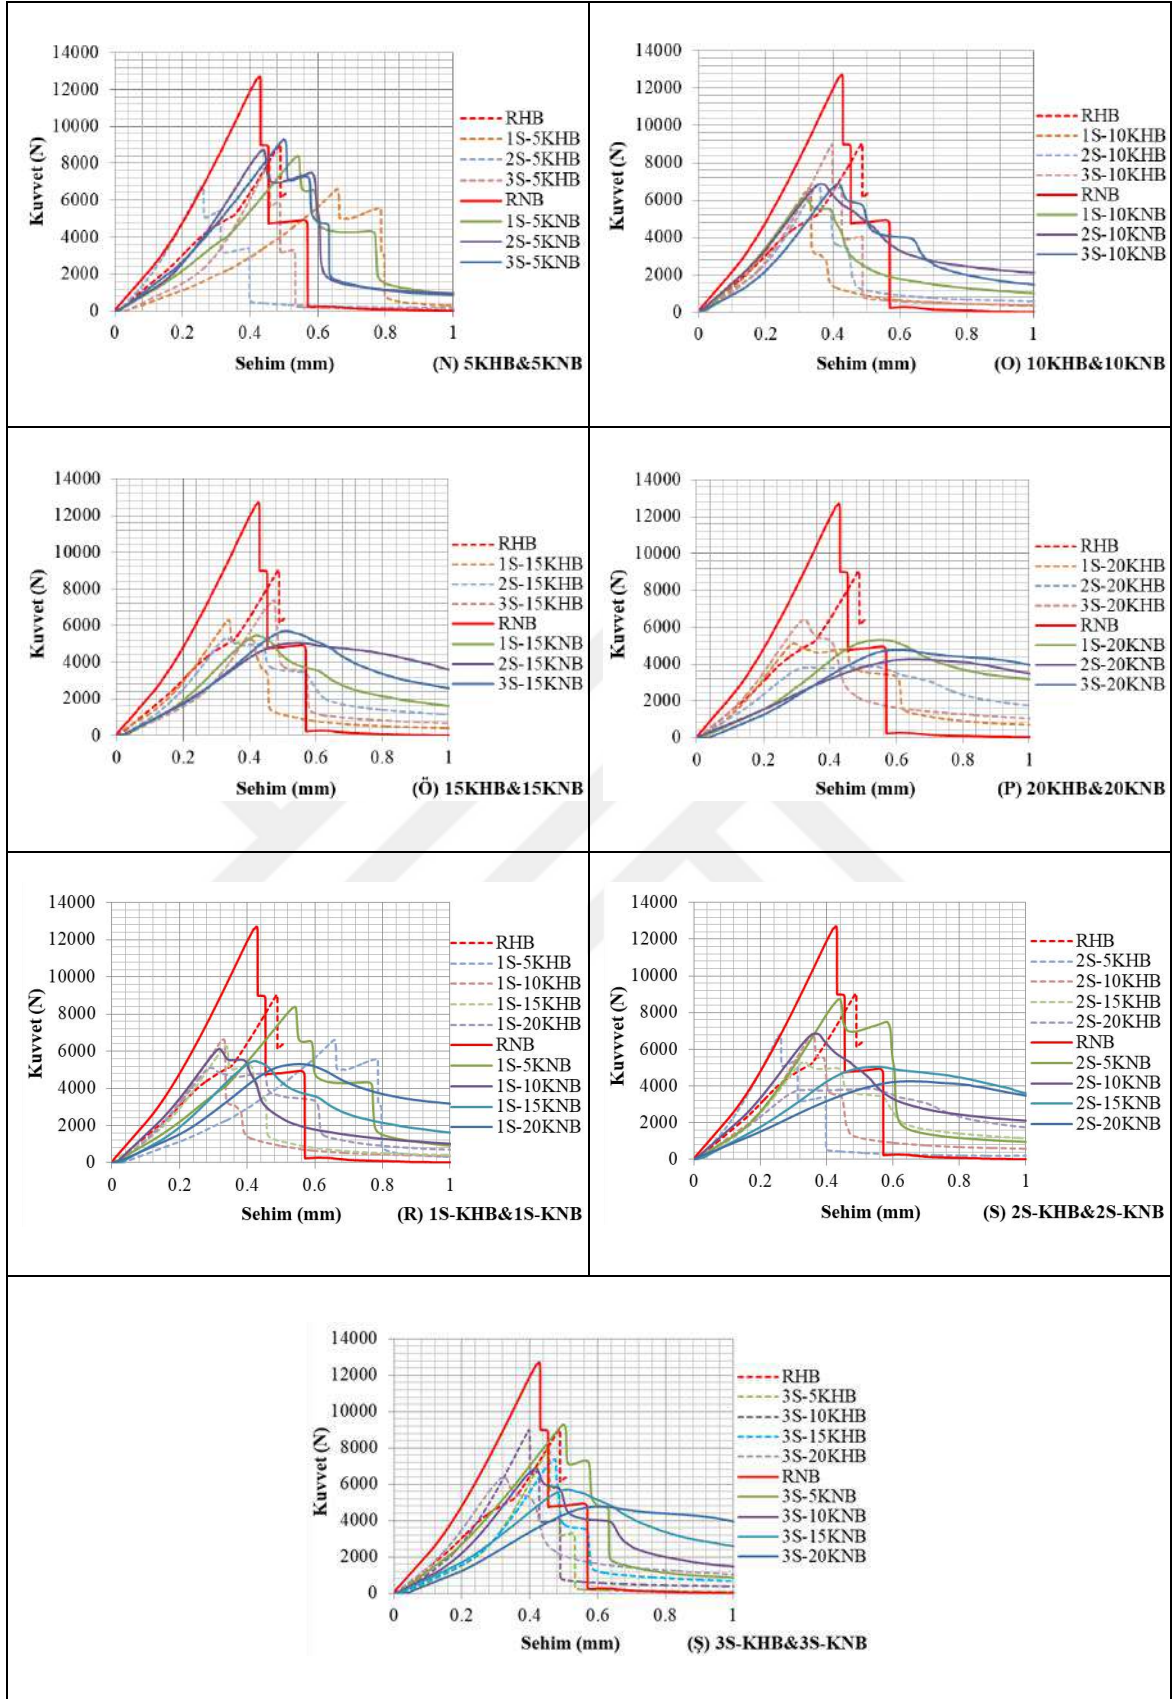 14000
12000
10000
8000
6000
4000
2000
0
Kuvvet (N)
0 0.2 0.4 0.6 0.8 1
Sehim (mm)
(N) 5KHB&5KNB
RHB
1S-5KHB
2S-5KHB
3S-5KHB
RNB
1S-5KNB
2S-5KNB
3S-5KNB
14000
12000
10000
8000
6000
4000
2000
0
Kuvvet (N)
0 0.2 0.4 0.6 0.8 1
Sehim (mm)
(O) 10KHB&10KNB
RHB
1S-10KHB
2S-10KHB
3S-10KHB
RNB
1S-10KNB
2S-10KNB
3S-10KNB
14000
12000
10000
8000
6000
4000
2000
0
Kuvvet (N)
0 0.2 0.4 0.6 0.8 1
Sehim (mm)
(Ö) 15KHB&15KNB
RHB
1S-15KHB
2S-15KHB
3S-15KHB
RNB
1S-15KNB
2S-15KNB
3S-15KNB
14000
12000
10000
8000
6000
4000
2000
0
Kuvvet (N)
0 0.2 0.4 0.6 0.8 1
Sehim (mm)
(P) 20KHB&20KNB
RHB
1S-20KHB
2S-20KHB
3S-20KHB
RNB
1S-20KNB
2S-20KNB
3S-20KNB
14000
12000
10000
8000
6000
4000
2000
0
Kuvvet (N)
0 0.2 0.4 0.6 0.8 1
Sehim (mm)
(R) 1S-KHB&1S-KNB
RHB
1S-5KHB
1S-10KHB
1S-15KHB
1S-20KHB
RNB
1S-5KNB
1S-10KNB
1S-15KNB
1S-20KNB
14000
12000
10000
8000
6000
4000
2000
0
Kuvvvet (N)
0 0.2 0.4 0.6 0.8 1
Sehim (mm)
(S) 2S-KHB&2S-KNB
RHB
2S-5KHB
2S-10KHB
2S-15KHB
2S-20KHB
RNB
2S-5KNB
2S-10KNB
2S-15KNB
2S-20KNB
14000
12000
10000
8000
6000
4000
2000
0
Kuvvet (N)
0 0.2 0.4 0.6 0.8 1
Sehim (mm)
(Ş) 3S-KHB&3S-KNB
RHB
3S-5KHB
3S-10KHB
3S-15KHB
3S-20KHB
RNB
3S-5KNB
3S-10KNB
3S-15KNB
3S-20KNB